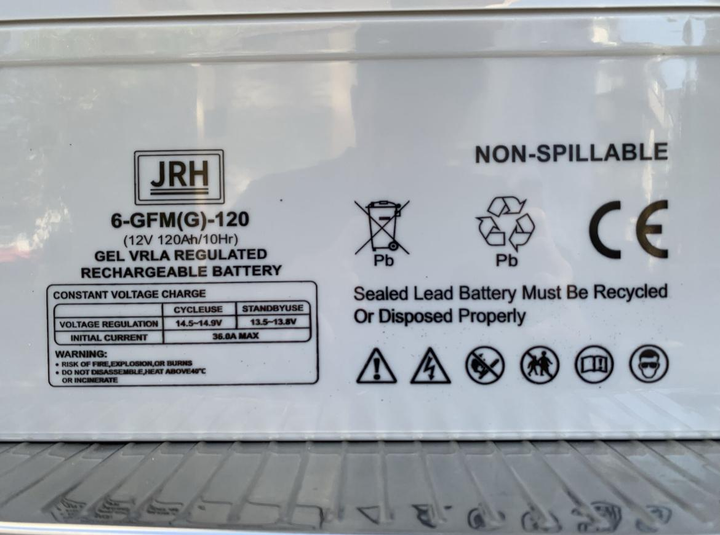 JRH
6-GFM(G)-120
(12V 120Ah/10Hr)
GEL VRLA REGULATED
RECHARGEABLE BATTERY
CONSTANT VOLTAGE CHARGE
CYCLEUSE STANDBYUSE
VOLTAGE REGULATION 14.5-14.9V 13.5-13.8V
INITIAL CURRENT 36.0A MAX
WARNING:
• RISK OF FIRE,EXPLOSION,OR BURNS
• DO NOT DISASSEMBLE,HEAT ABOVE40°C
OR INCINERATE
NON-SPILLABLE
Pb Pb CE
Sealed Lead Battery Must Be Recycled
Or Disposed Properly